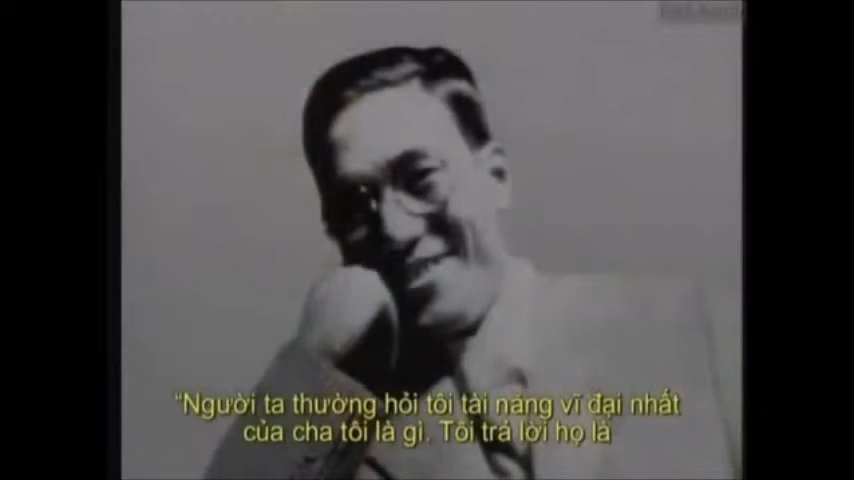 “Người ta thường hỏi tôi tài năng vĩ đại nhất
của cha tôi là gì. Tôi trả lời họ là